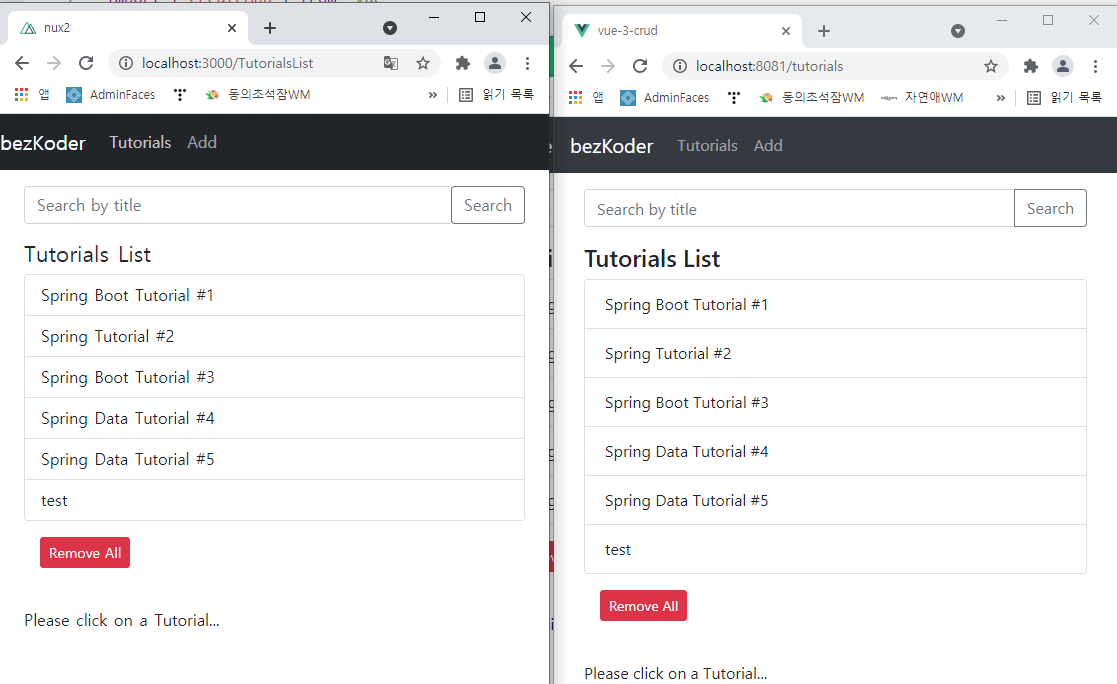 nux2
localhost:3000/TutorialsList
앱 AdminFaces 동의초석잠WM » 읽기 목록
bezKoder Tutorials Add
Search by title Search
Tutorials List
Spring Boot Tutorial #1
Spring Tutorial #2
Spring Boot Tutorial #3
Spring Data Tutorial #4
Spring Data Tutorial #5
test
Remove All
Please click on a Tutorial...
vue-3-crud
localhost:8081/tutorials
앱 AdminFaces 동의초석잠WM 자연애WM » 읽기 목록
bezKoder Tutorials Add
Search by title Search
Tutorials List
Spring Boot Tutorial #1
Spring Tutorial #2
Spring Boot Tutorial #3
Spring Data Tutorial #4
Spring Data Tutorial #5
test
Remove All
Please click on a Tutorial...